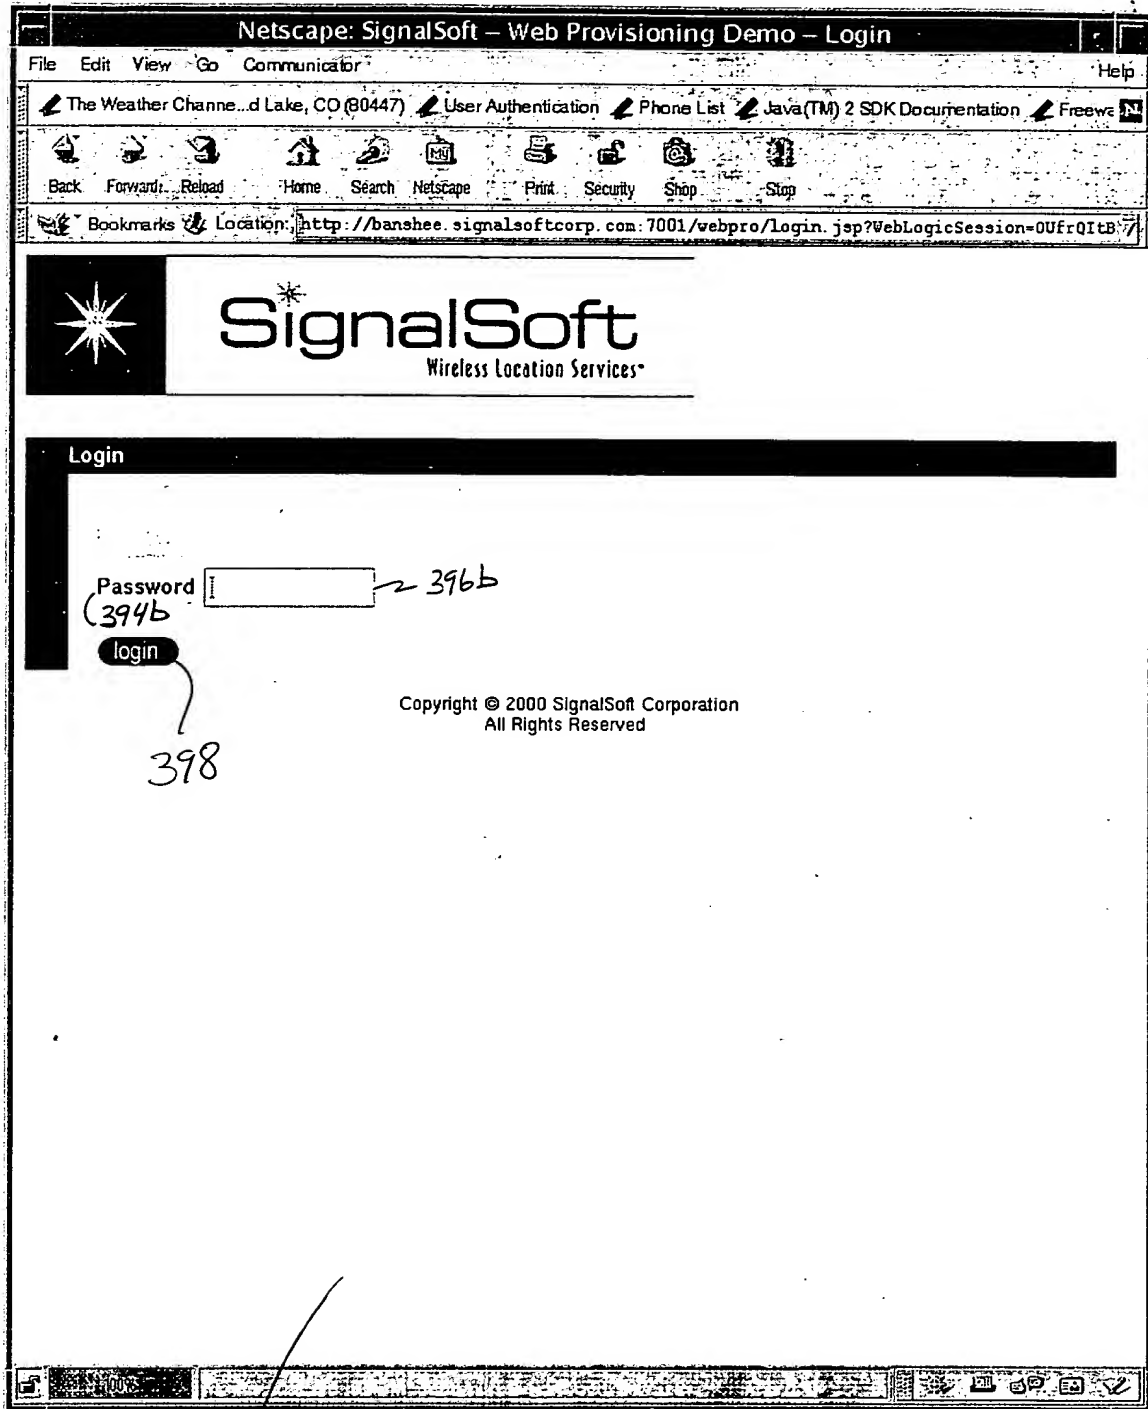 Netscape: SignalSoft – Web Provisioning Demo – Login
File Edit View Go Communicator Help
The Weather Channe...d Lake, CO (80447) User Authentication Phone List Java(TM) 2 SDK Documentation Freewa
Back Forward Reload Home Search Netscape Print Security Shop Stop
Bookmarks Location: http://banshee.signalsoftcorp.com:7001/webpro/login.jsp?WebLogicSession=OUfrQItB
SignalSoft
Wireless Location Services
Login
Password 396b
394b
login
398
Copyright © 2000 SignalSoft Corporation
All Rights Reserved
100%